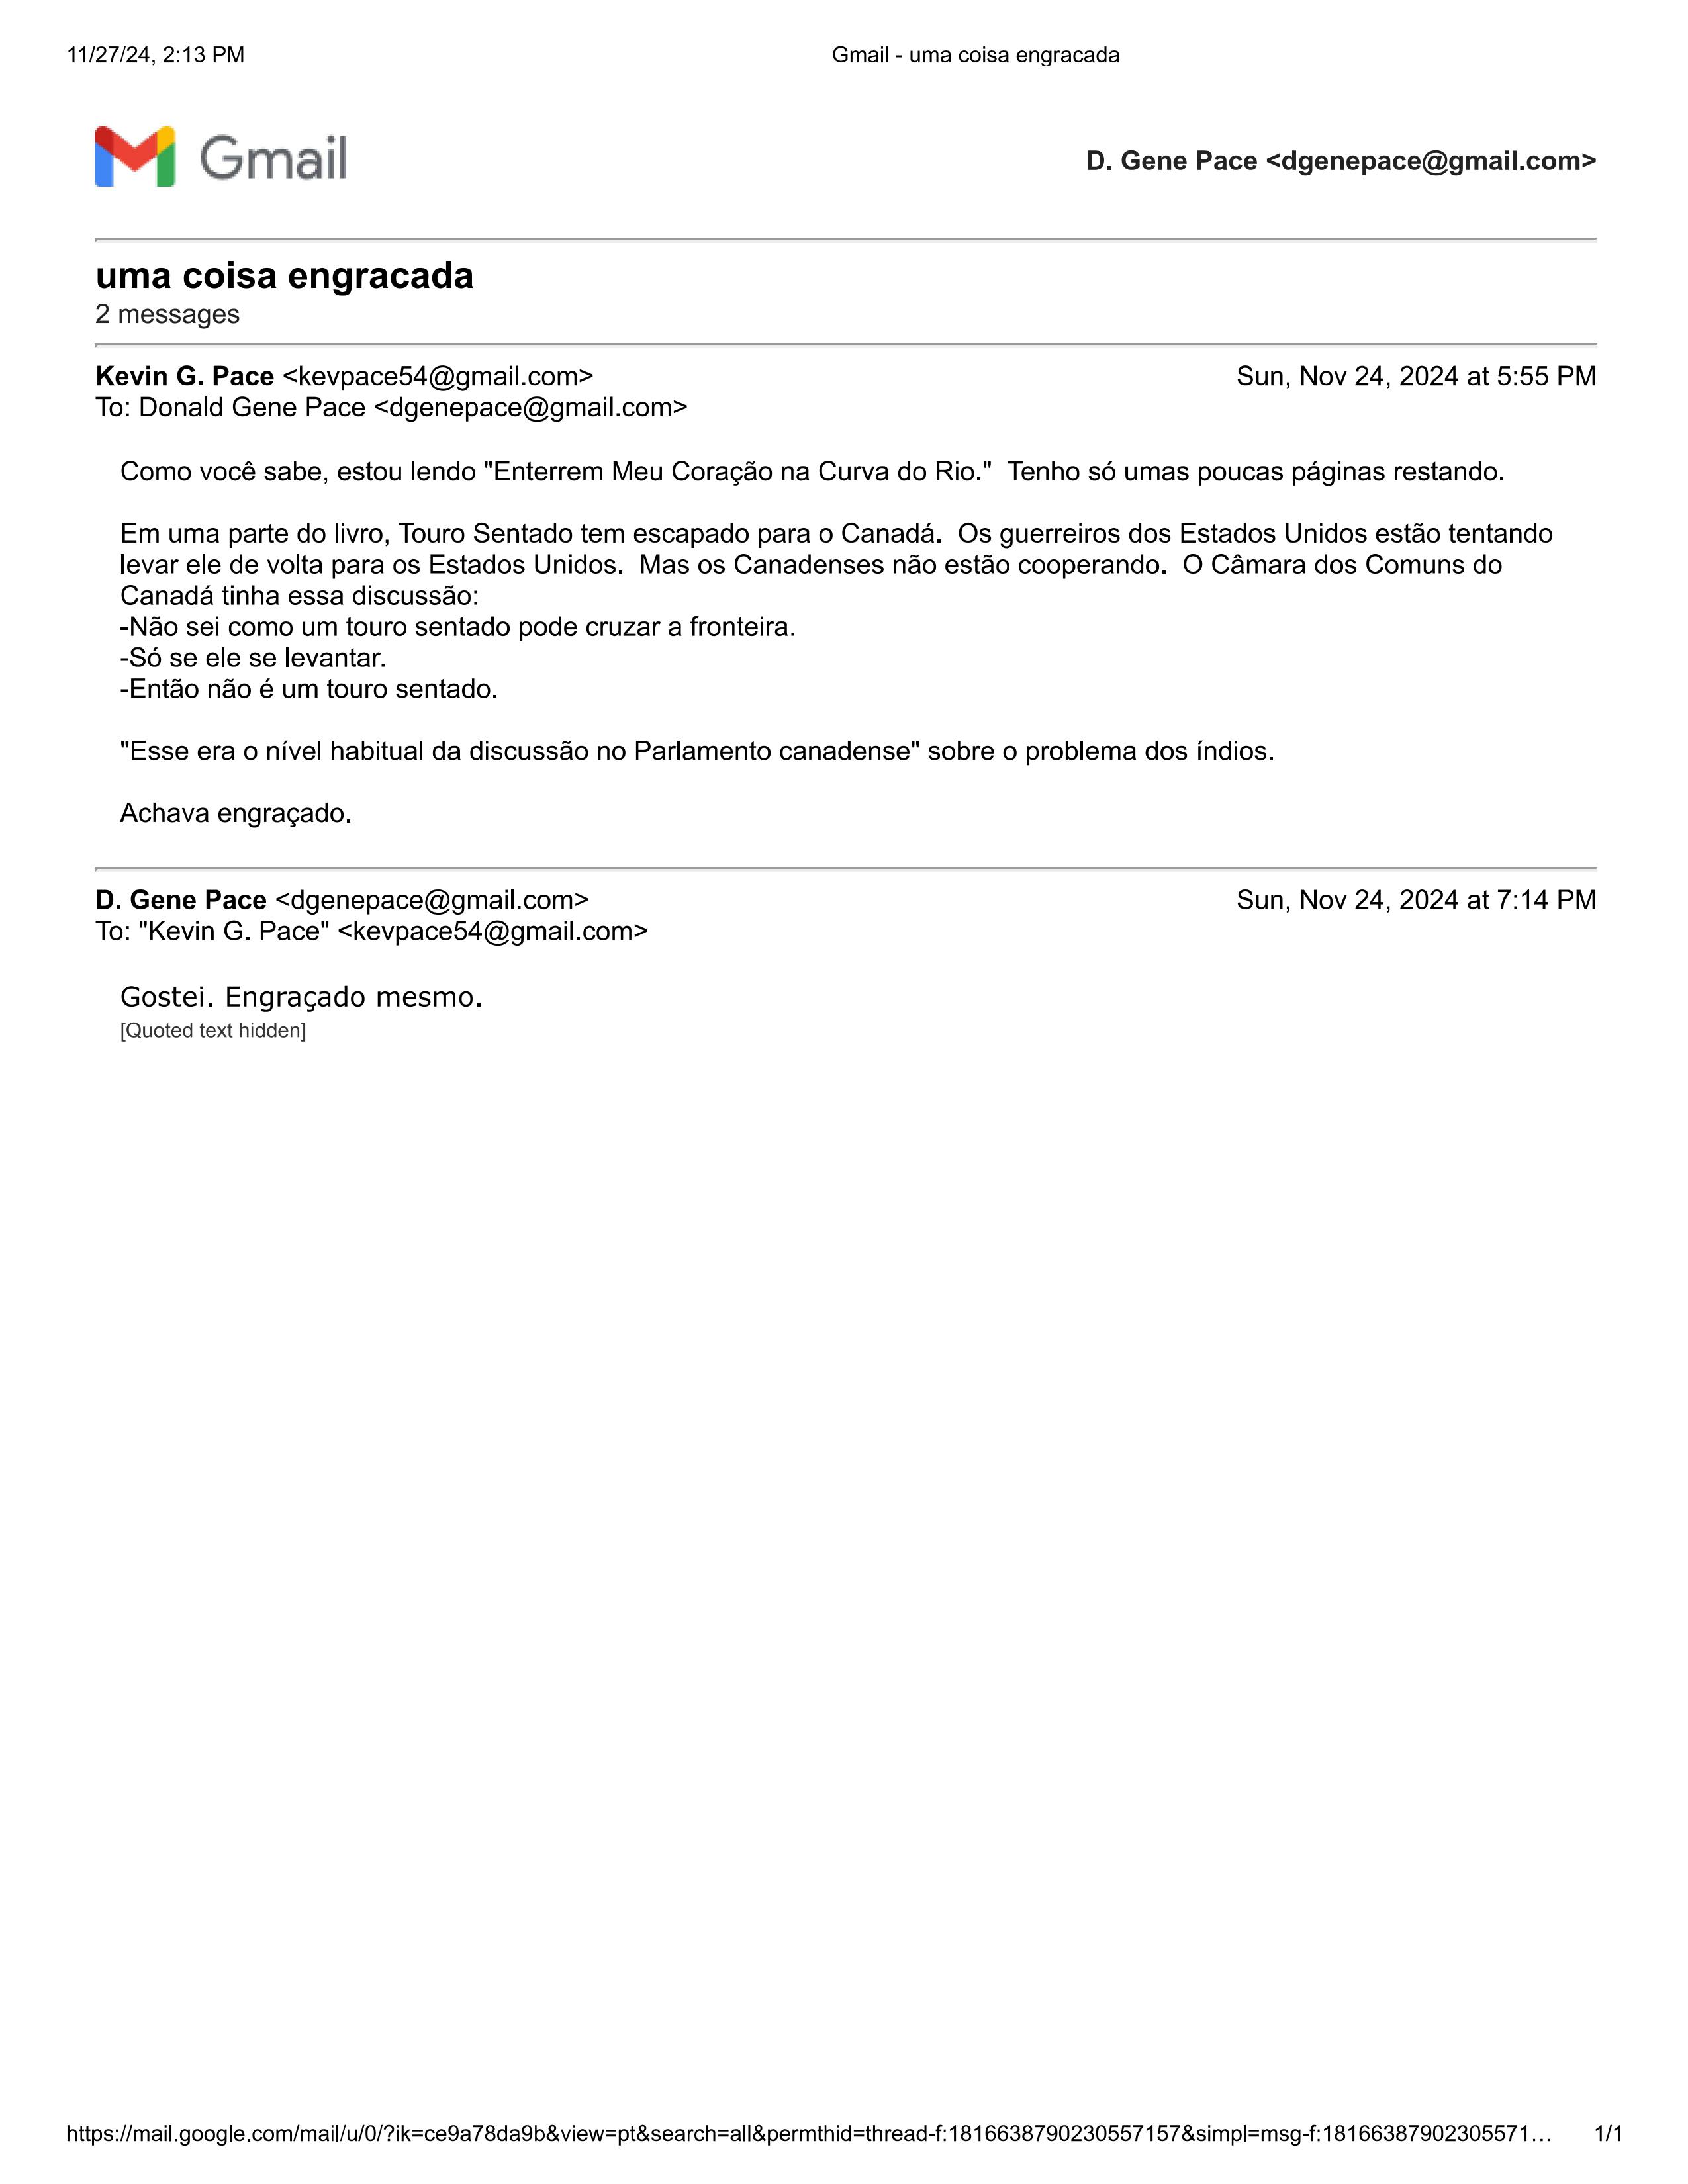 11/27/24, 2:13 PM Gmail - uma coisa engracada
Gmail D. Gene Pace <dgenepace@gmail.com>
uma coisa engracada
2 messages
Kevin G. Pace <kevpace54@gmail.com> Sun, Nov 24, 2024 at 5:55 PM
To: Donald Gene Pace <dgenepace@gmail.com>
Como você sabe, estou lendo "Enterrem Meu Coração na Curva do Rio."  Tenho só umas poucas páginas restando.
Em uma parte do livro, Touro Sentado tem escapado para o Canadá.  Os guerreiros dos Estados Unidos estão tentando
levar ele de volta para os Estados Unidos.  Mas os Canadenses não estão cooperando.  O Câmara dos Comuns do
Canadá tinha essa discussão:
-Não sei como um touro sentado pode cruzar a fronteira.
-Só se ele se levantar.
-Então não é um touro sentado.
"Esse era o nível habitual da discussão no Parlamento canadense" sobre o problema dos índios.
Achava engraçado.
D. Gene Pace <dgenepace@gmail.com> Sun, Nov 24, 2024 at 7:14 PM
To: "Kevin G. Pace" <kevpace54@gmail.com>
Gostei. Engraçado mesmo.
[Quoted text hidden]
https://mail.google.com/mail/u/0/?ik=ce9a78da9b&view=pt&search=all&permthid=thread-f:1816638790230557157&simpl=msg-f:18166387902305571… 1/1